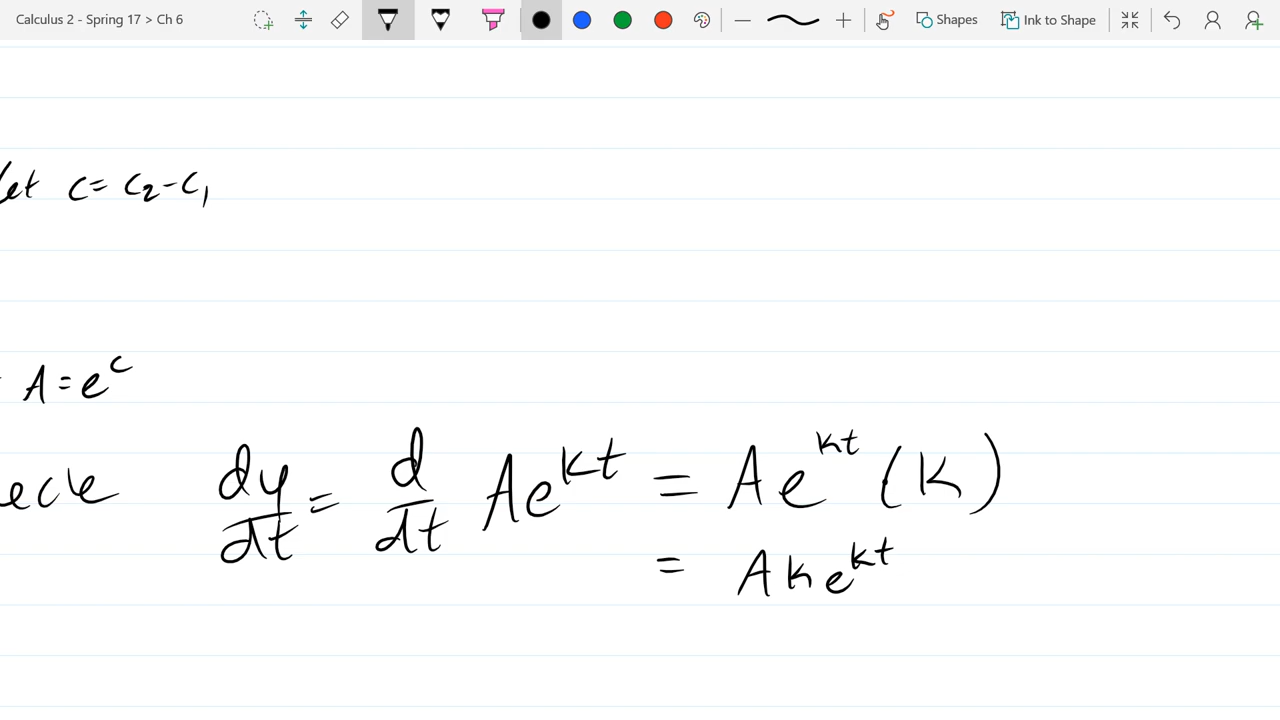 Calculus 2 - Spring 17 > Ch 6 Shapes Ink to Shape
let c = c₂ - c₁
A = e^c
dy/dt = d/dt Ae^kt = Ae^kt (k)
= Ake^kt